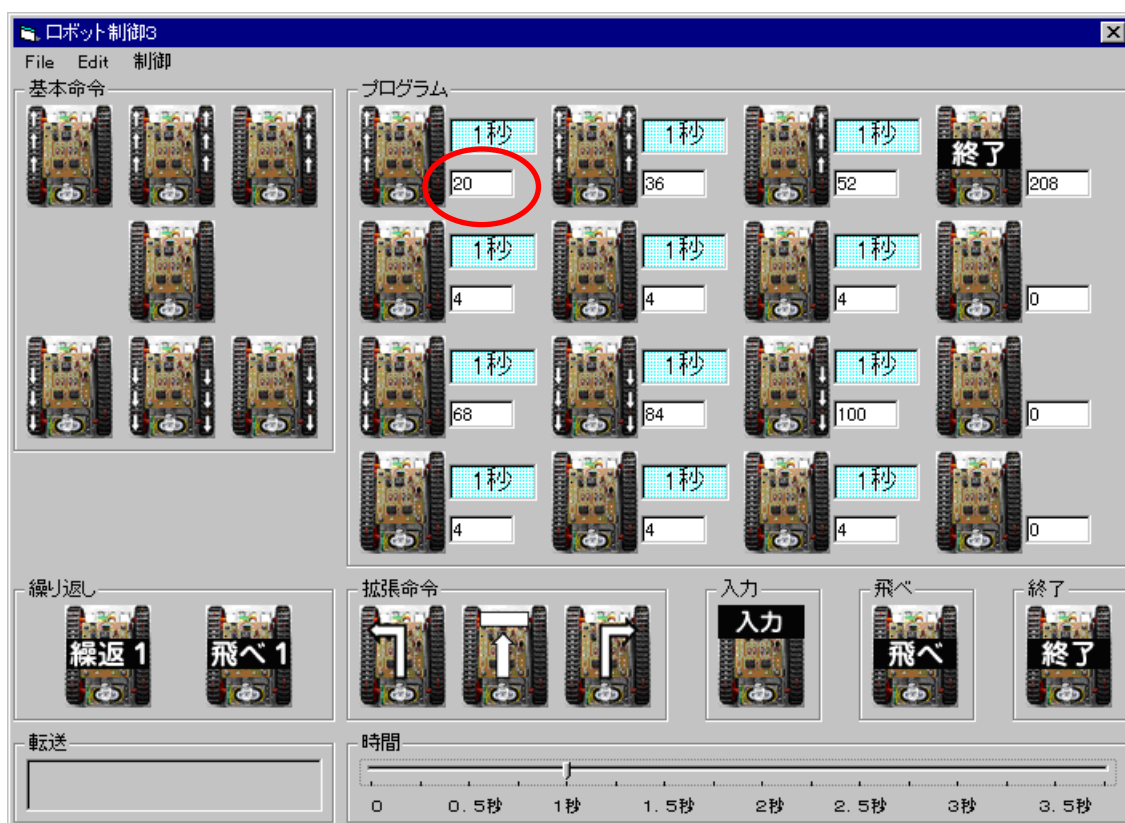 ロボット制御3
File Edit 制御
基本命令
プログラム
1秒 1秒 1秒 終了
20 36 52 208
1秒 1秒 1秒
4 4 4 0
1秒 1秒 1秒
68 84 100 0
1秒 1秒 1秒
4 4 4 0
繰り返し 拡張命令 入力 飛べ 終了
繰返1 飛べ1 入力 飛べ 終了
転送 時間
0 0.5秒 1秒 1.5秒 2秒 2.5秒 3秒 3.5秒